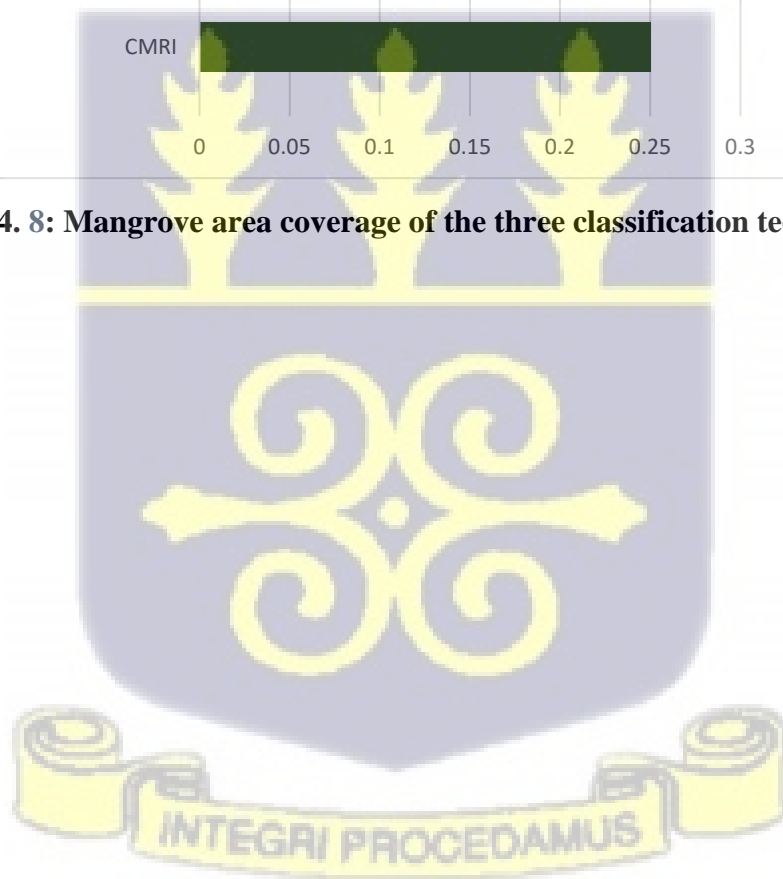 CMRI
0 0.05 0.1 0.15 0.2 0.25 0.3
4. 8: Mangrove area coverage of the three classification
INTEGRI PROCEDAMUS